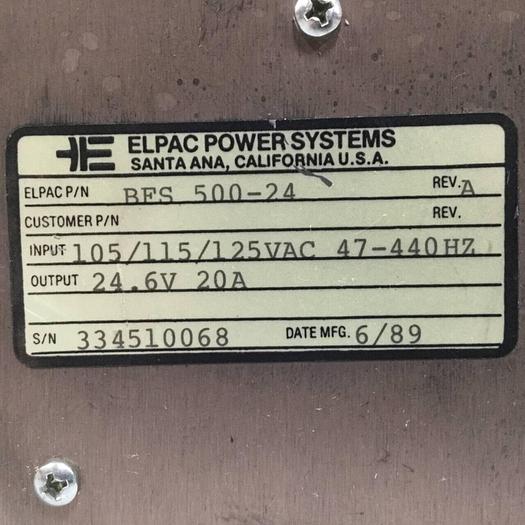 ELPAC POWER SYSTEMS
SANTA ANA, CALIFORNIA U.S.A.
ELPAC P/N BFS 500-24 REV. A
CUSTOMER P/N REV.
INPUT 105/115/125VAC 47-440HZ
OUTPUT 24.6V 20A
S/N 334510068 DATE MFG. 6/89